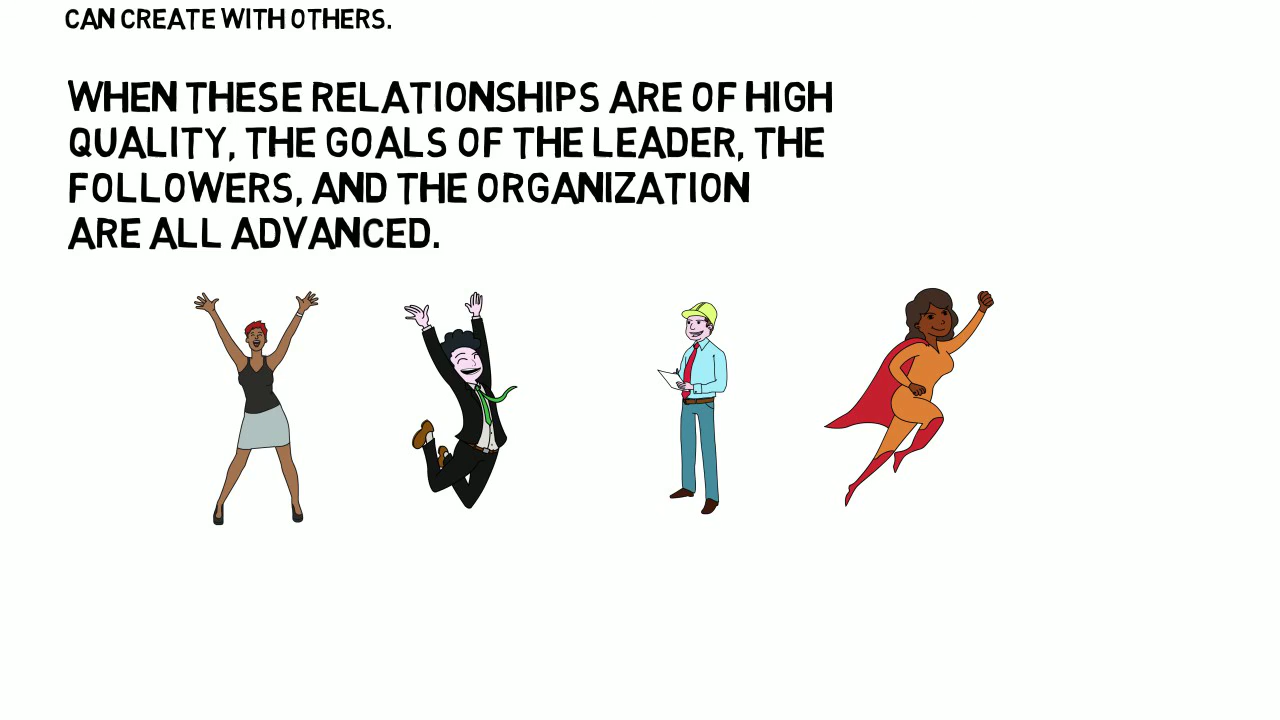 CAN CREATE WITH OTHERS.
WHEN THESE RELATIONSHIPS ARE OF HIGH
QUALITY, THE GOALS OF THE LEADER, THE
FOLLOWERS, AND THE ORGANIZATION
ARE ALL ADVANCED.